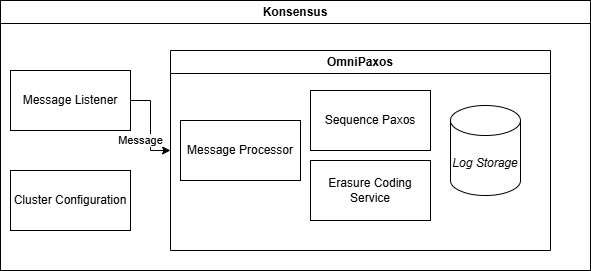 Konsensus
OmniPaxos
Message Listener
Message
Message Processor
Sequence Paxos
Erasure Coding
Service
Log Storage
Cluster Configuration